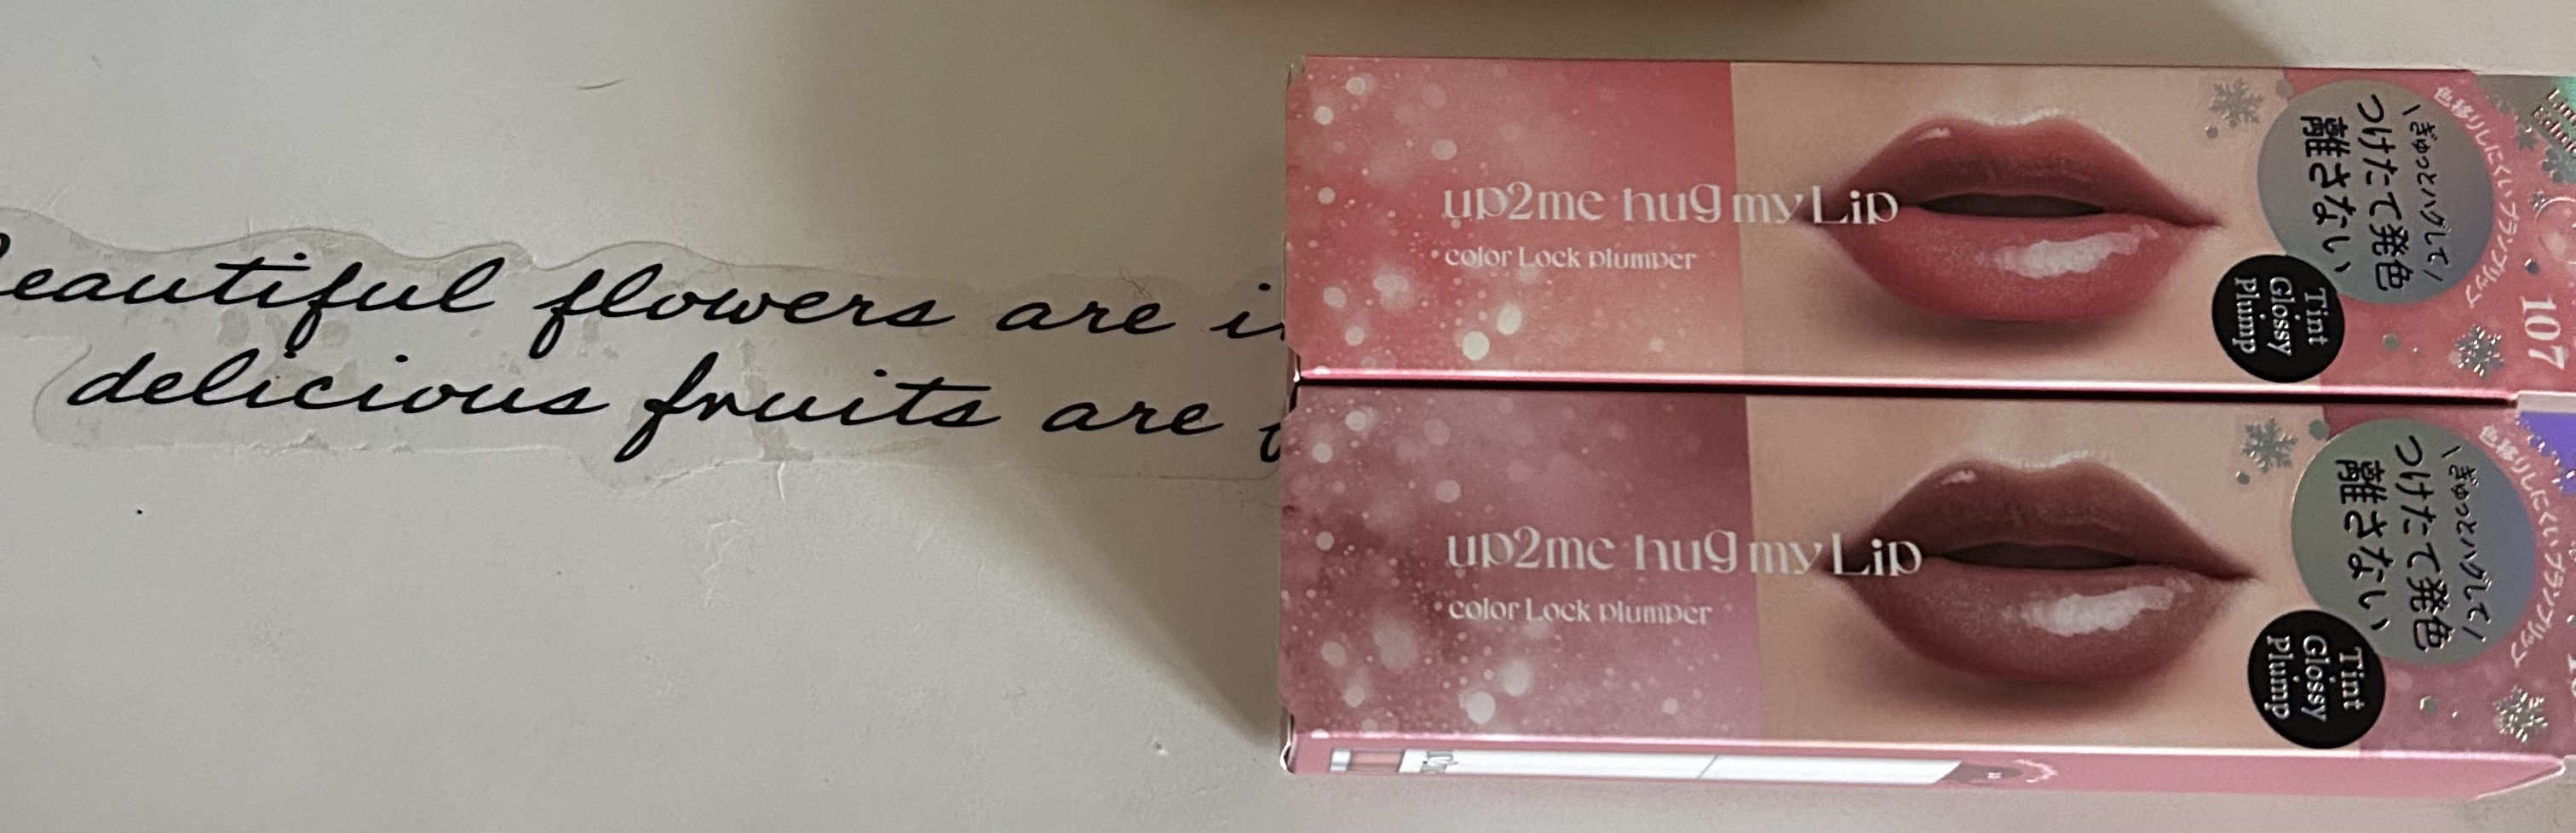 eautiful flowers are
delicious fruits are
up2me hug my Lip
color Lock plumper
\ぎゅっとハグして/
つけたて発色
離さない
色移りしにくいプランプリップ
Tint
Glossy
Plump
107
up2me hug my Lip
color Lock plumper
\ぎゅっとハグして/
つけたて発色
離さない
色移りしにくいプランプリップ
Tint
Glossy
Plump